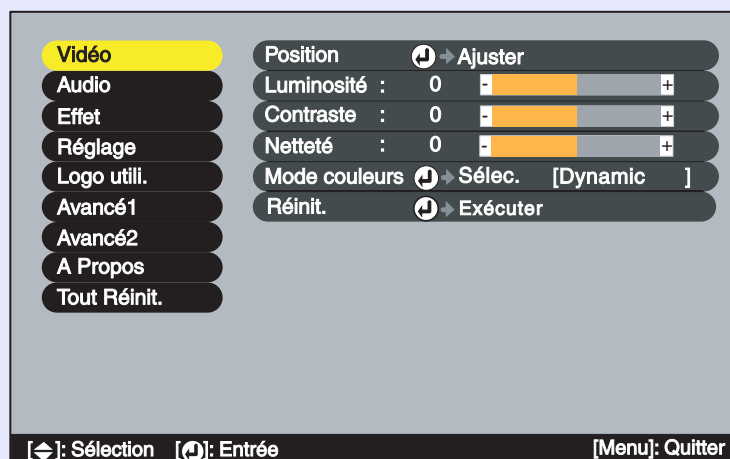 Vidéo
Audio
Effet
Réglage
Logo utili.
Avancé1
Avancé2
A Propos
Tout Réinit.
Position Ajuster
Luminosité : 0 - +
Contraste : 0 - +
Netteté : 0 - +
Mode couleurs Sélec. [Dynamic ]
Réinit. Exécuter
[ ]: Sélection [ ]: Entrée [Menu]: Quitter